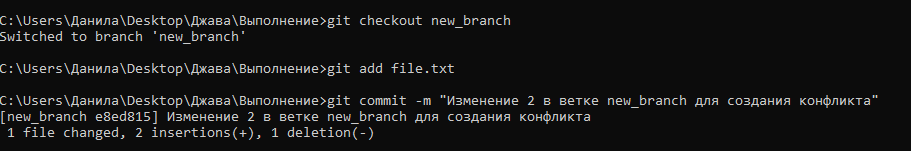 C:\Users\Данила\Desktop\Джава\Выполнение>git checkout new_branch
Switched to branch 'new_branch'
C:\Users\Данила\Desktop\Джава\Выполнение>git add file.txt
C:\Users\Данила\Desktop\Джава\Выполнение>git commit -m "Изменение 2 в ветке new_branch для создания конфликта"
[new_branch e8ed815] Изменение 2 в ветке new_branch для создания конфликта
1 file changed, 2 insertions(+), 1 deletion(-)